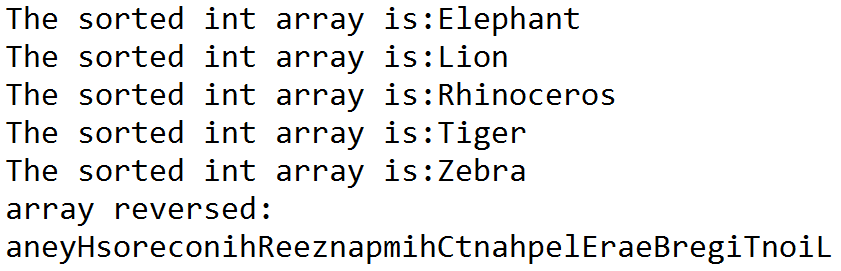 The sorted int array is:Elephant
The sorted int array is:Lion
The sorted int array is:Rhinoceros
The sorted int array is:Tiger
The sorted int array is:Zebra
array reversed:
aneyHsoreconihReeznapmihCtnahpelEraeBregiTnoiL